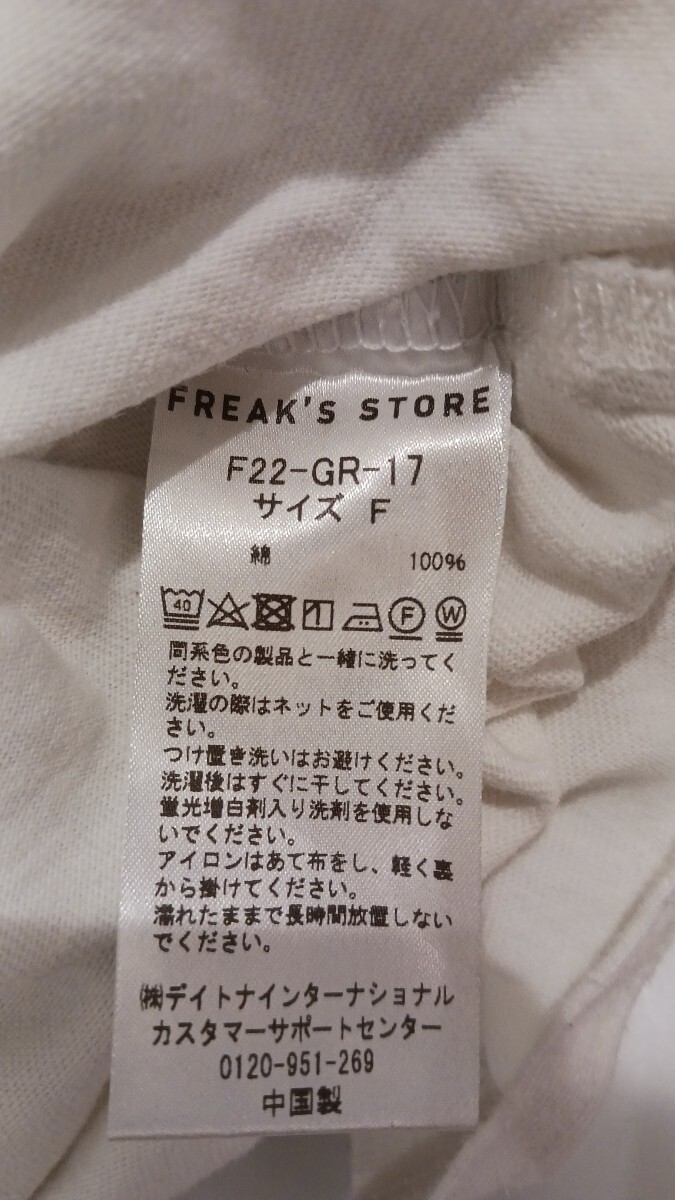 FREAK'S STORE
F22-GR-17
サイズ F
綿 100%
40 F W
同系色の製品と一緒に洗ってく
ださい。
洗濯の際はネットをご使用くだ
さい。
つけ置き洗いはお避けください。
洗濯後はすぐに干してください。
蛍光増白剤入り洗剤を使用しな
いでください。
アイロンはあて布をし、軽く裏
から掛けてください。
濡れたままで長時間放置しない
でください。
㈱デイトナインターナショナル
カスタマーサポートセンター
0120-951-269
中国製